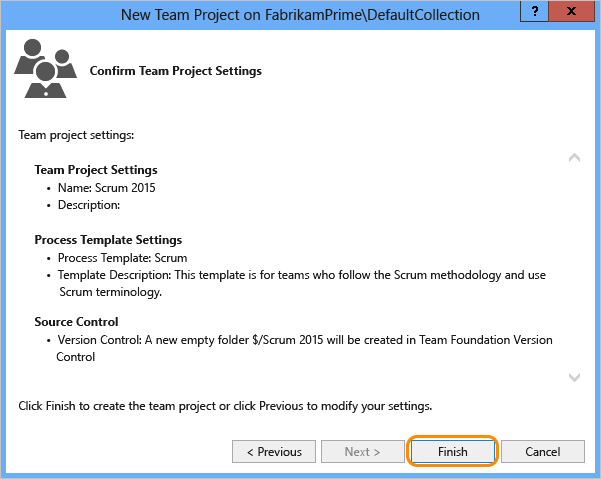 New Team Project on FabrikamPrime\DefaultCollection
?
x
Confirm Team Project Settings
Team project settings:
Team Project Settings
• Name: Scrum 2015
• Description:
Process Template Settings
• Process Template: Scrum
• Template Description: This template is for teams who follow the Scrum methodology and use
Scrum terminology.
Source Control
• Version Control: A new empty folder $/Scrum 2015 will be created in Team Foundation Version
Control
Click Finish to create the team project or click Previous to modify your settings.
< Previous
Next >
Finish
Cancel